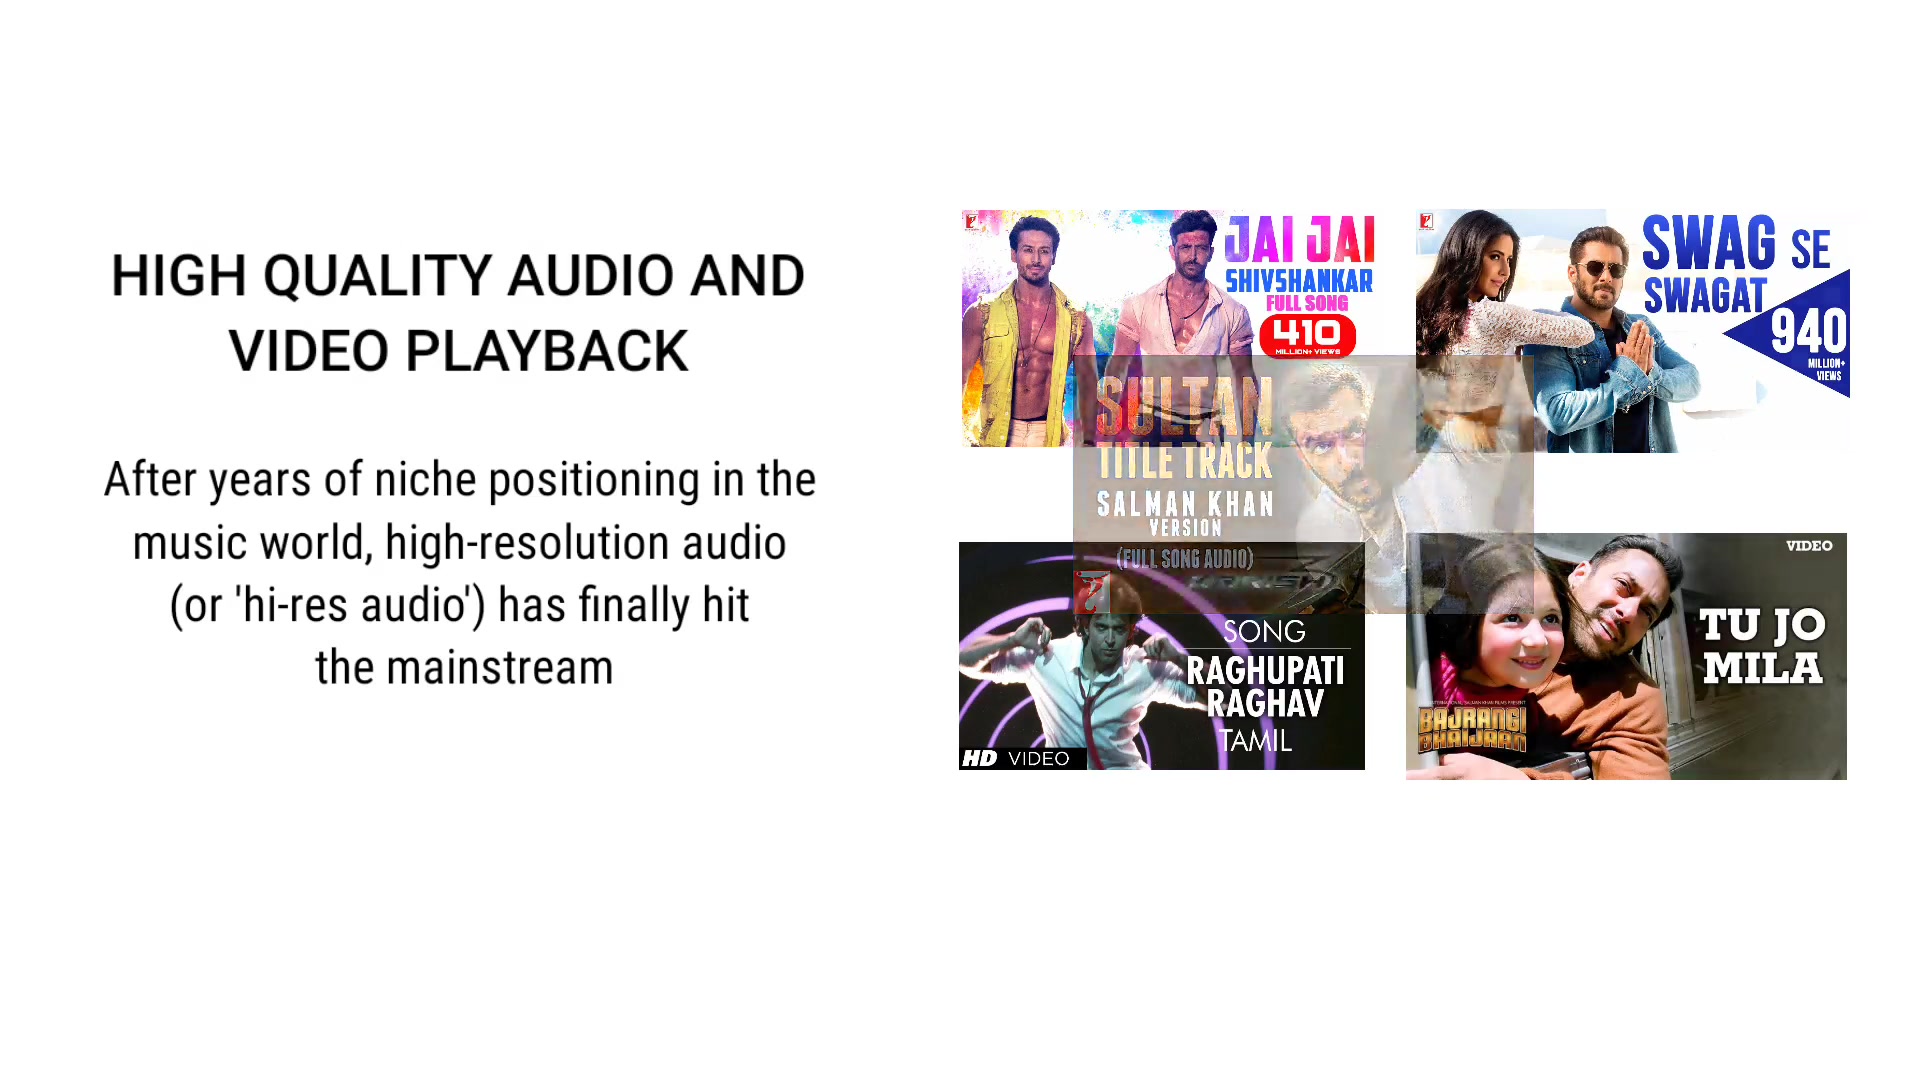 HIGH QUALITY AUDIO AND
VIDEO PLAYBACK
After years of niche positioning in the
music world, high-resolution audio
(or 'hi-res audio') has finally hit
the mainstream
JAI JAI
SHIVSHANKAR
FULL SONG
410
MILLION+ VIEWS
SWAG SE
SWAGAT
940
MILLION+
VIEWS
SULTAN
TITLE TRACK
SALMAN KHAN
VERSION
(FULL SONG AUDIO)
SONG
RAGHUPATI
RAGHAV
TAMIL
HD VIDEO
VIDEO
TU JO
MILA
BAJRANGI
BHAIJAAN